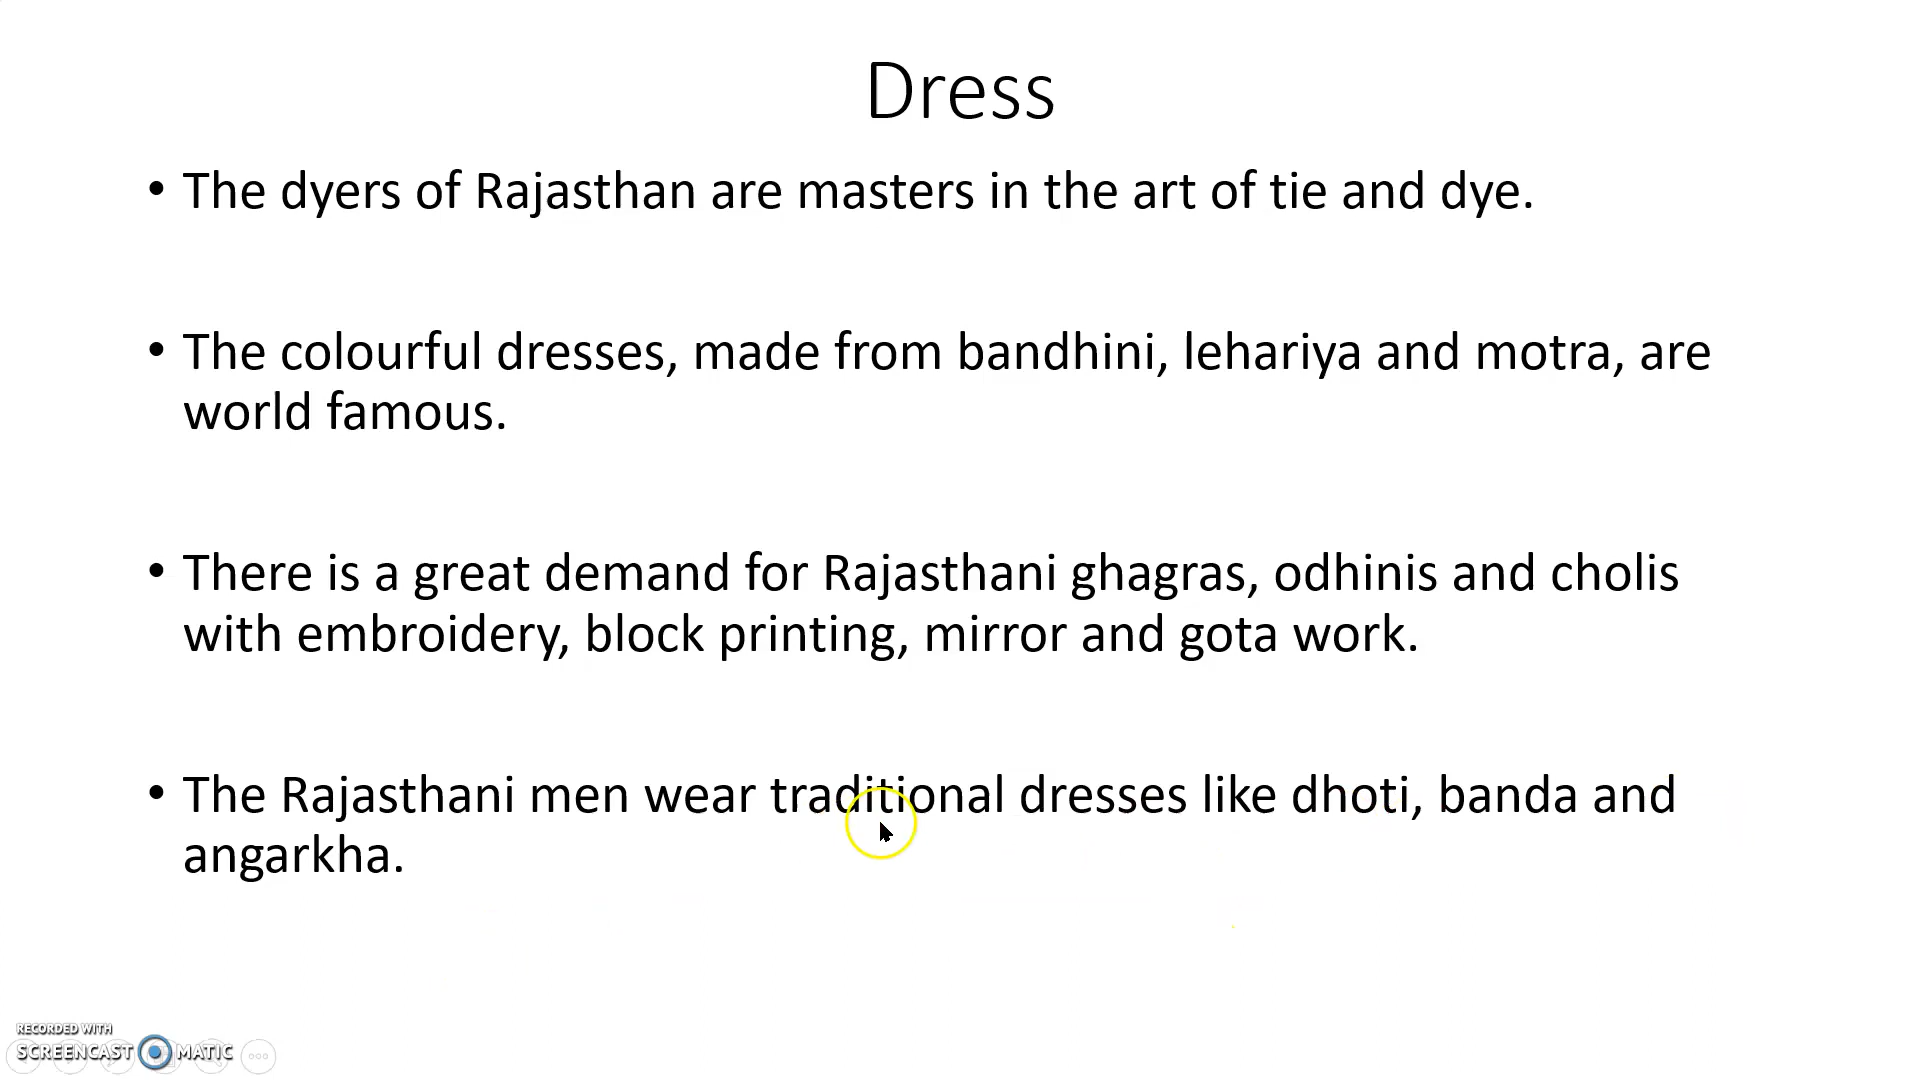 Dress
• The dyers of Rajasthan are masters in the art of tie and dye.
• The colourful dresses, made from bandhini, lehariya and motra, are
world famous.
• There is a great demand for Rajasthani ghagras, odhinis and cholis
with embroidery, block printing, mirror and gota work.
• The Rajasthani men wear traditional dresses like dhoti, banda and
angarkha.
RECORDED WITH
SCREENCAST MATIC